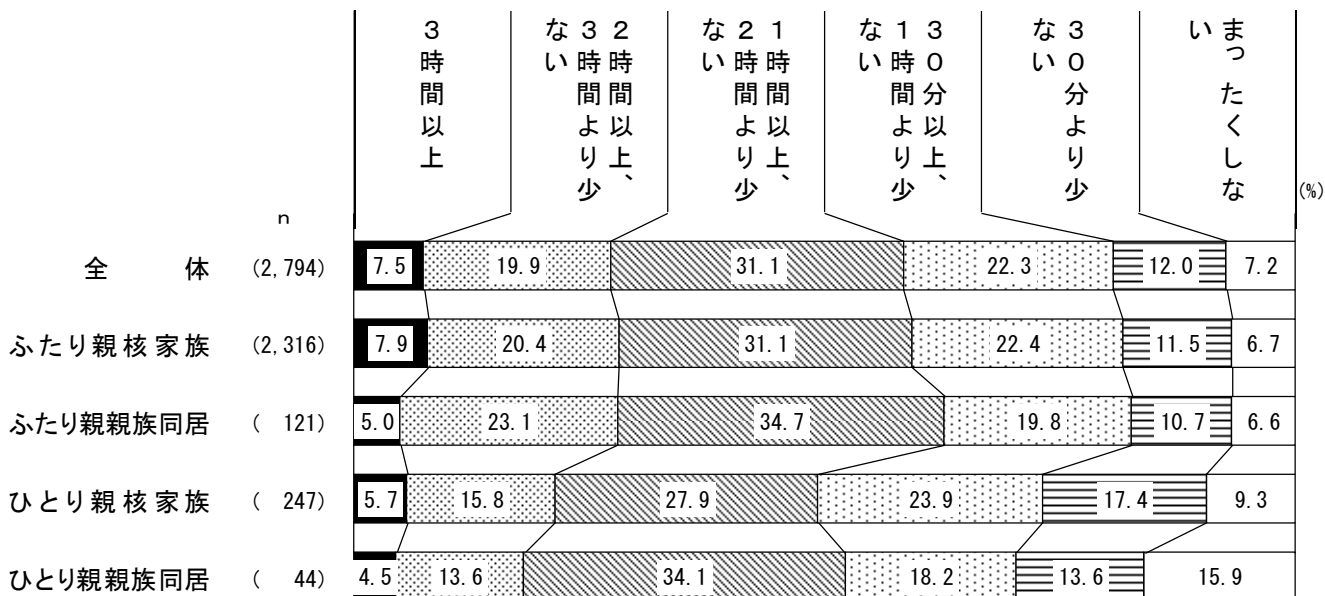 3時間以上
2時間以上、
3時間より少
ない
1時間以上、
2時間より少
ない
30分以上、
1時間より少
ない
30分より少
ない
まったくしな
い
(%)
n
全体 (2,794) 7.5 19.9 31.1 22.3 12.0 7.2
ふたり親核家族 (2,316) 7.9 20.4 31.1 22.4 11.5 6.7
ふたり親親族同居 ( 121) 5.0 23.1 34.7 19.8 10.7 6.6
ひとり親核家族 ( 247) 5.7 15.8 27.9 23.9 17.4 9.3
ひとり親親族同居 ( 44) 4.5 13.6 34.1 18.2 13.6 15.9